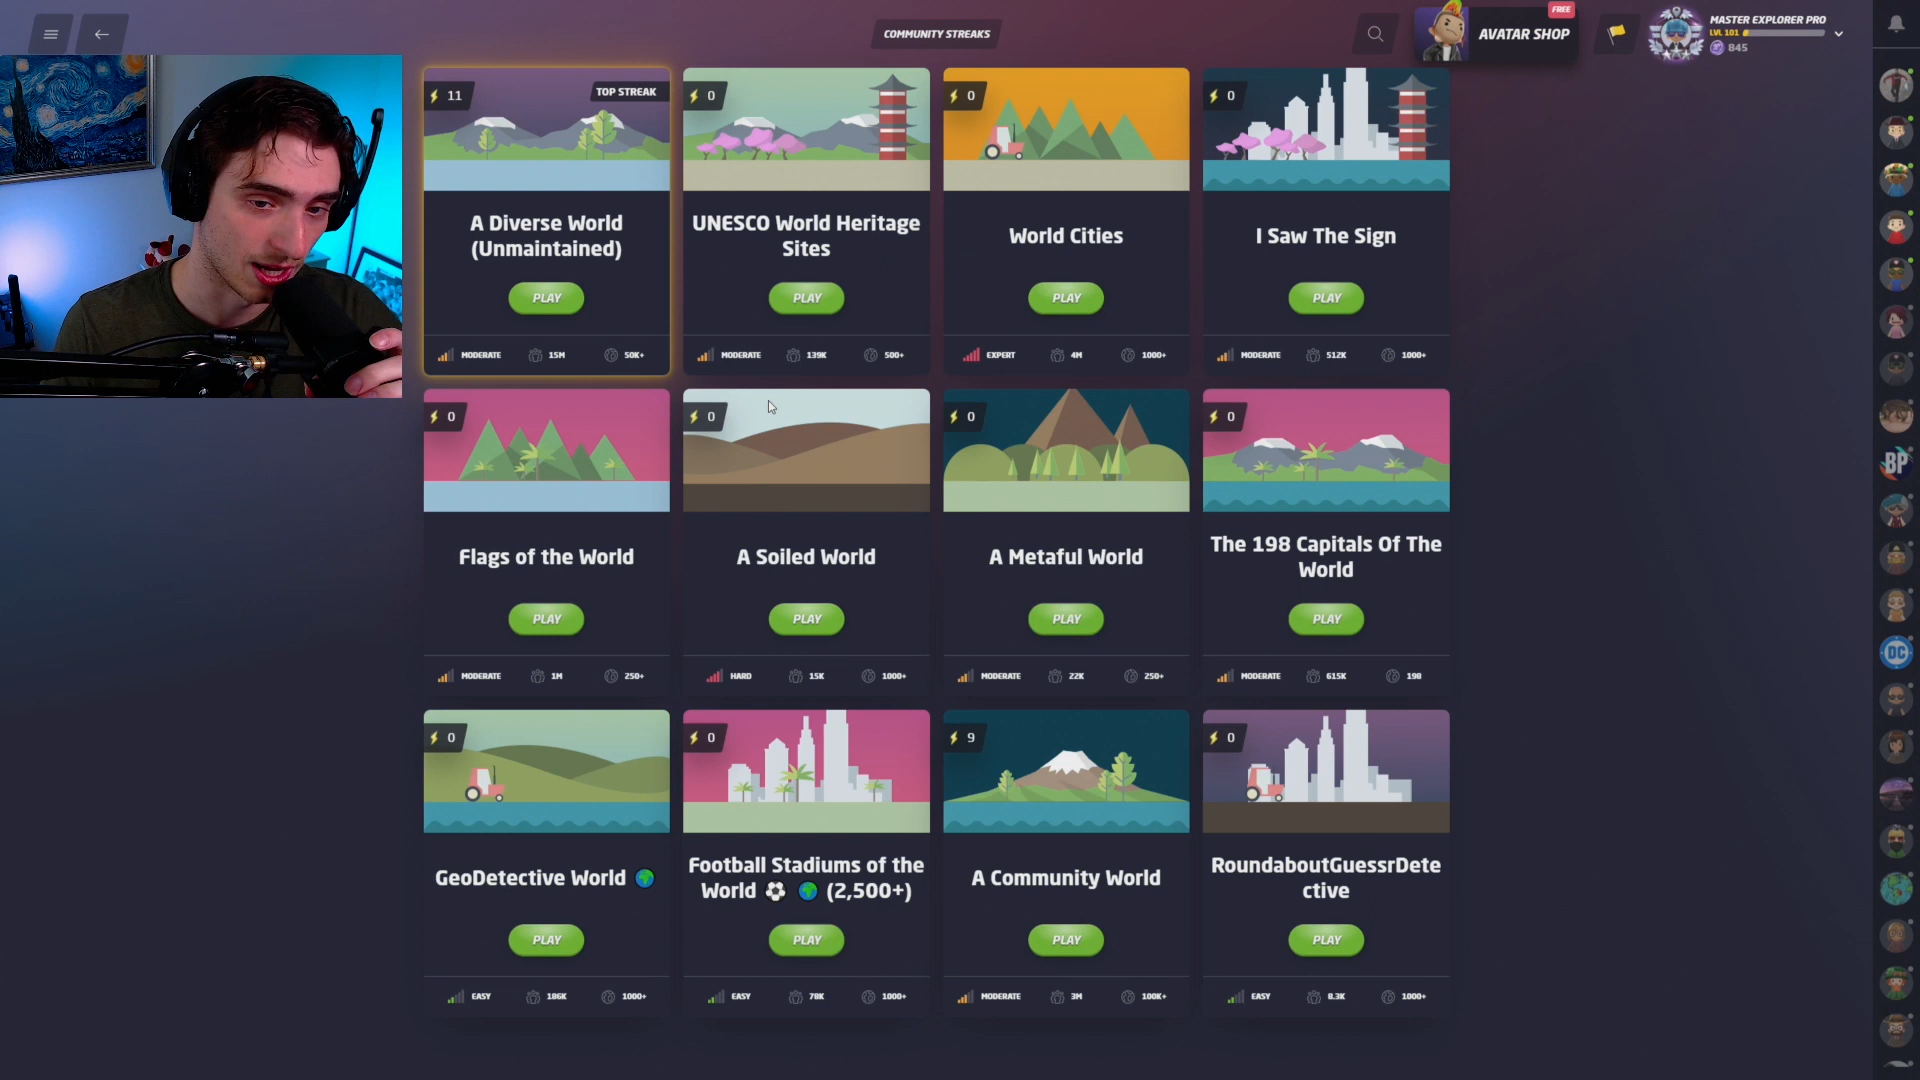 COMMUNITY STREAKS
FREE
AVATAR SHOP
MASTER EXPLORER PRO
LVL 101
845
11
TOP STREAK
A Diverse World
(Unmaintained)
PLAY
MODERATE 15M 50K+
0
UNESCO World Heritage
Sites
PLAY
MODERATE 139K 500+
0
World Cities
PLAY
EXPERT 4M 1000+
0
I Saw The Sign
PLAY
MODERATE 512K 1000+
0
Flags of the World
PLAY
MODERATE 1M 250+
0
A Soiled World
PLAY
HARD 15K 1000+
0
A Metaful World
PLAY
MODERATE 22K 250+
0
The 198 Capitals Of The
World
PLAY
MODERATE 615K 198
0
GeoDetective World 🌍
PLAY
EASY 186K 1000+
0
Football Stadiums of the
World ⚽ 🌍 (2,500+)
PLAY
EASY 78K 1000+
9
A Community World
PLAY
MODERATE 3M 100K+
0
RoundaboutGuessrDete
ctive
PLAY
EASY 8.3K 1000+
BP
DC